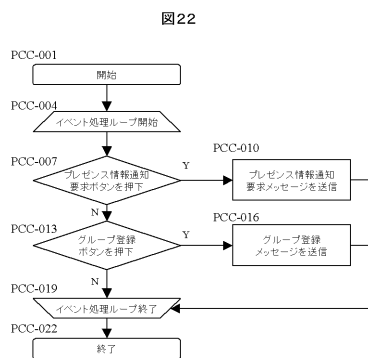 図22
PCC-001
開始
PCC-004
イベント処理ループ開始
PCC-007
プレゼンス情報通知
要求ボタンを押下
Y
PCC-010
プレゼンス情報通知
要求メッセージを送信
N
PCC-013
グループ登録
ボタンを押下
Y
PCC-016
グループ登録
メッセージを送信
N
PCC-019
イベント処理ループ終了
PCC-022
終了